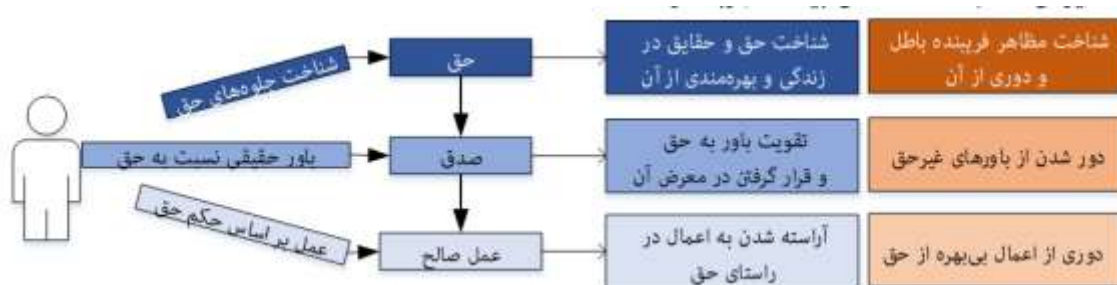 شناخت جلوه‌های حق
حق
شناخت حق و حقایق در
زندگی و بهره‌مندی از آن
شناخت مظاهر فریبنده باطل
و دوری از آن
باور حقیقی نسبت به حق
صدق
تقویت باور به حق
و قرار گرفتن در معرض آن
دور شدن از باورهای غیرحق
عمل بر اساس حکم حق
عمل صالح
آراسته شدن به اعمال در
راستای حق
دوری از اعمال بی‌بهره از حق